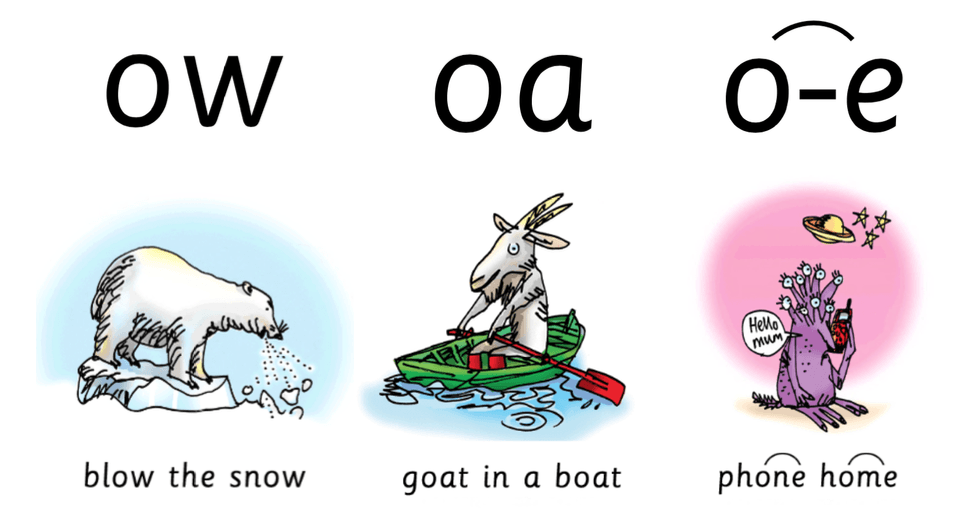 ow
oa
o-e
Hello
mum
blow the snow
goat in a boat
phone home